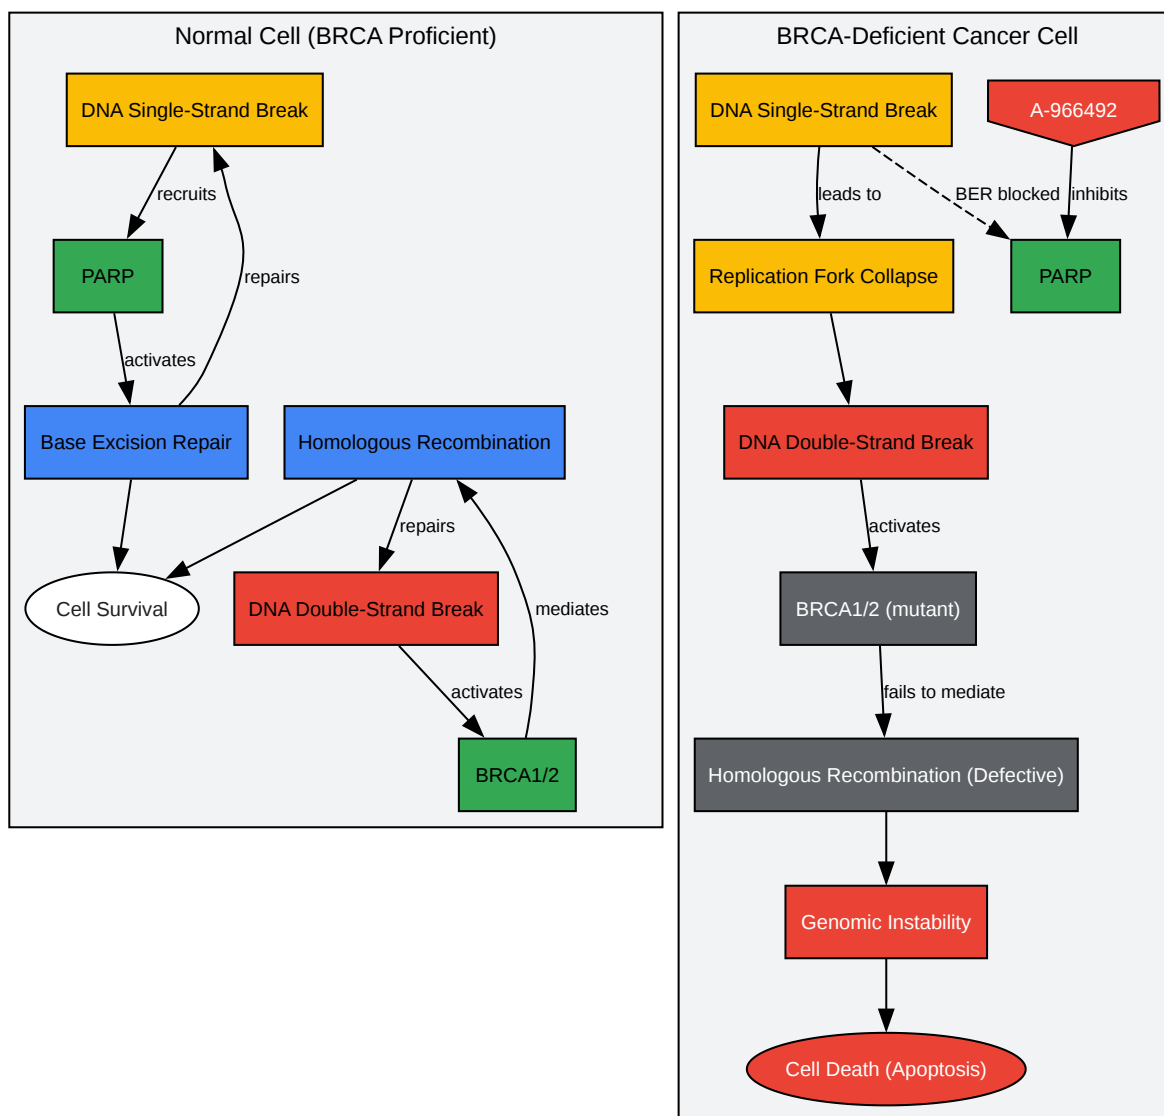 Normal Cell (BRCA Proficient)
DNA Single-Strand Break
recruits
PARP
repairs
activates
Base Excision Repair
Homologous Recombination
repairs
Cell Survival
DNA Double-Strand Break
mediates
activates
BRCA1/2
BRCA-Deficient Cancer Cell
DNA Single-Strand Break
A-966492
leads to
BER blocked
inhibits
Replication Fork Collapse
PARP
DNA Double-Strand Break
activates
BRCA1/2 (mutant)
fails to mediate
Homologous Recombination (Defective)
Genomic Instability
Cell Death (Apoptosis)